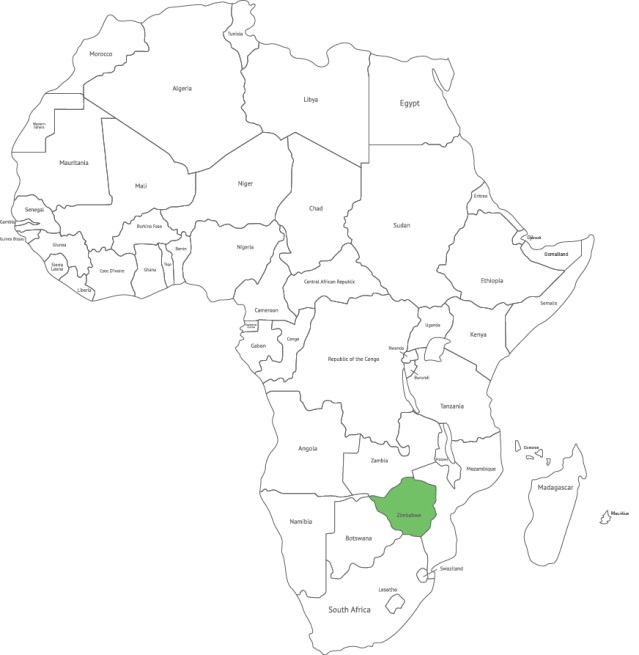 Tunisia
Morocco
Algeria
Libya
Egypt
Western
Sahara
Mauritania
Mali
Niger
Chad
Sudan
Eritrea
Senegal
Gambia
Guinea Bissau
Guinea
Sierra
Leone
Liberia
Cote D'Ivoire
Burkina Faso
Ghana
Togo
Benin
Nigeria
Djibouti
Somaliland
Ethiopia
Somalia
Central African Republic
Cameroon
Gabon
Congo
Republic of the Congo
Uganda
Kenya
Rwanda
Burundi
Tanzania
Angola
Zambia
Malawi
Mozambique
Comoros
Madagascar
Mauritius
Zimbabwe
Namibia
Botswana
Swaziland
Lesotho
South Africa